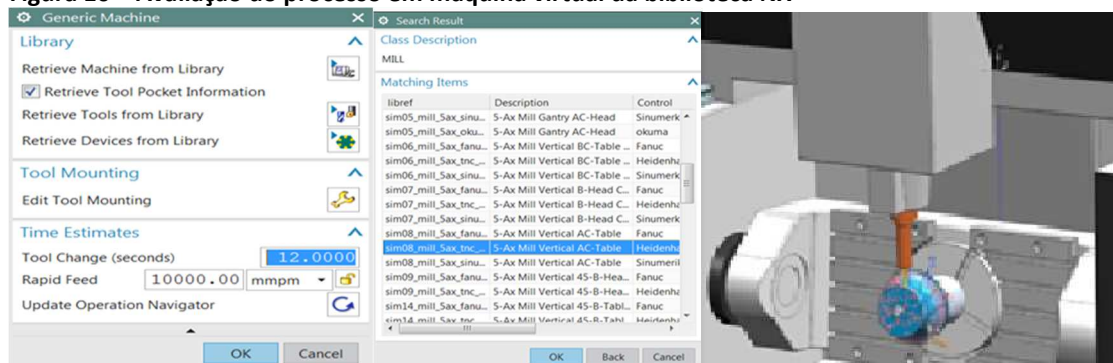 Generic Machine
Library
Retrieve Machine from Library
Retrieve Tool Pocket Information
Retrieve Tools from Library
Retrieve Devices from Library
Tool Mounting
Edit Tool Mounting
Time Estimates
Tool Change (seconds) 12.0000
Rapid Feed 10000.00 mmpm
Update Operation Navigator
OK Cancel
Search Result
Class Description
MILL
Matching Items
libref Description Control
sim05_mill_5ax_sinu... 5-Ax Mill Gantry AC-Head Sinumerk
sim05_mill_5ax_oku... 5-Ax Mill Gantry AC-Head okuma
sim06_mill_5ax_fanu... 5-Ax Mill Vertical BC-Table ... Fanuc
sim06_mill_5ax_tnc_... 5-Ax Mill Vertical BC-Table ... Heidenha
sim06_mill_5ax_sinu... 5-Ax Mill Vertical BC-Table ... Sinumerk
sim07_mill_5ax_fanu... 5-Ax Mill Vertical B-Head C... Fanuc
sim07_mill_5ax_tnc_... 5-Ax Mill Vertical B-Head C... Heidenha
sim07_mill_5ax_sinu... 5-Ax Mill Vertical B-Head C... Sinumerk
sim08_mill_5ax_fanu... 5-Ax Mill Vertical AC-Table Fanuc
sim08_mill_5ax_tnc_... 5-Ax Mill Vertical AC-Table Heidenha
sim08_mill_5ax_sinu... 5-Ax Mill Vertical AC-Table Sinumeril
sim09_mill_5ax_fanu... 5-Ax Mill Vertical 45-B-Hea... Fanuc
sim09_mill_5ax_tnc_... 5-Ax Mill Vertical 45-B-Hea... Heidenha
sim14_mill_5ax_fanu... 5-Ax Mill Vertical 45-B-Tabl... Fanuc
sim14_mill_5ax_tnc 5-Ax Mill Vertical 45-B-Tabl Heidenha
OK Back Cancel